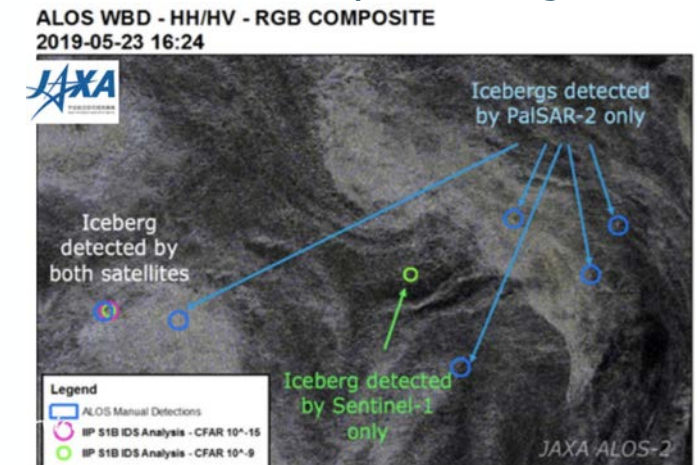 ALOS WBD - HH/HV - RGB COMPOSITE
2019-05-23 16:24
JAXA
Icebergs detected
by PalSAR-2 only
Iceberg
detected by
both satellites
Iceberg detected
by Sentinel-1
only
Legend
ALOS Manual Detections
IIP S1B IDS Analysis - CFAR 10^-15
IIP S1B IDS Analysis - CFAR 10^-9
JAXA ALOS-2